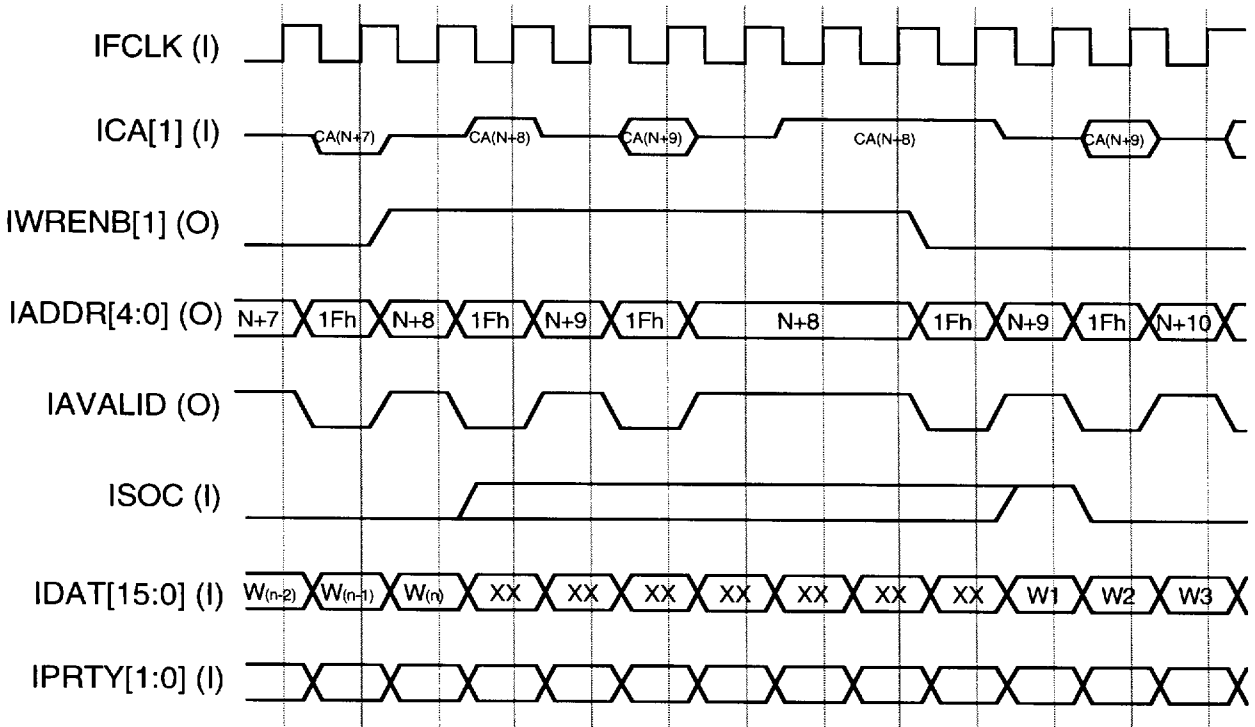 IFCLK (I)
ICA[1] (I) CA(N+7) CA(N+8) CA(N+9) CA(N+8) CA(N+9)
IWRENB[1] (O)
IADDR[4:0] (O) N+7 1Fh N+8 1Fh N+9 1Fh N+8 1Fh N+9 1Fh N+10
IAVALID (O)
ISOC (I)
IDAT[15:0] (I) W(n-2) W(n-1) W(n) XX XX XX XX XX XX XX W1 W2 W3
IPRTY[1:0] (I)